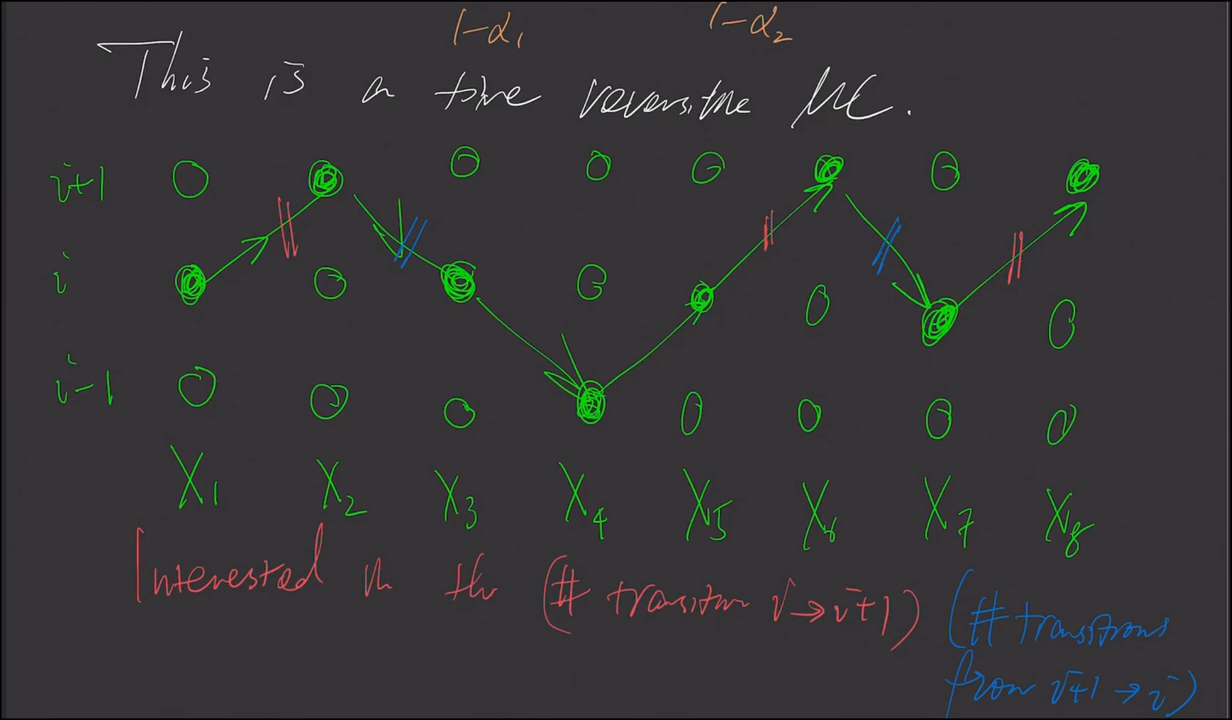 1-α₁ 1-α₂
This is a time reversible MC.
i+1
i
i-1
X₁ X₂ X₃ X₄ X₅ X₆ X₇ X₈
Interested in the (# transition i→i+1) (# transitions
from i+1→i)